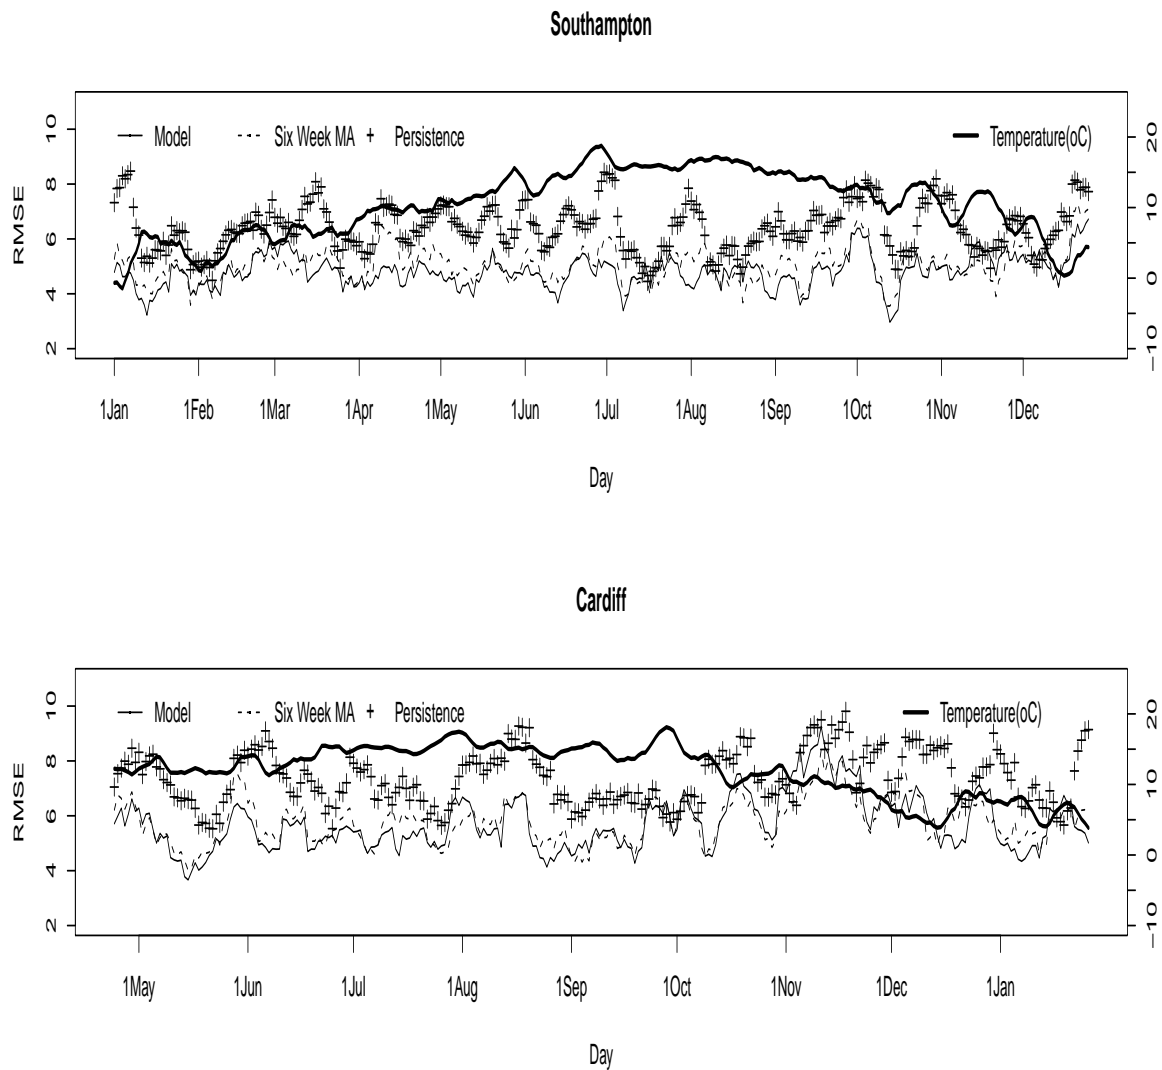 Southampton
Model Six Week MA + Persistence Temperature(oC)
10
8
6
4
2
RMSE
20
10
0
−10
1Jan 1Feb 1Mar 1Apr 1May 1Jun 1Jul 1Aug 1Sep 1Oct 1Nov 1Dec
Day
Cardiff
Model Six Week MA + Persistence Temperature(oC)
10
8
6
4
2
RMSE
20
10
0
−10
1May 1Jun 1Jul 1Aug 1Sep 1Oct 1Nov 1Dec 1Jan
Day